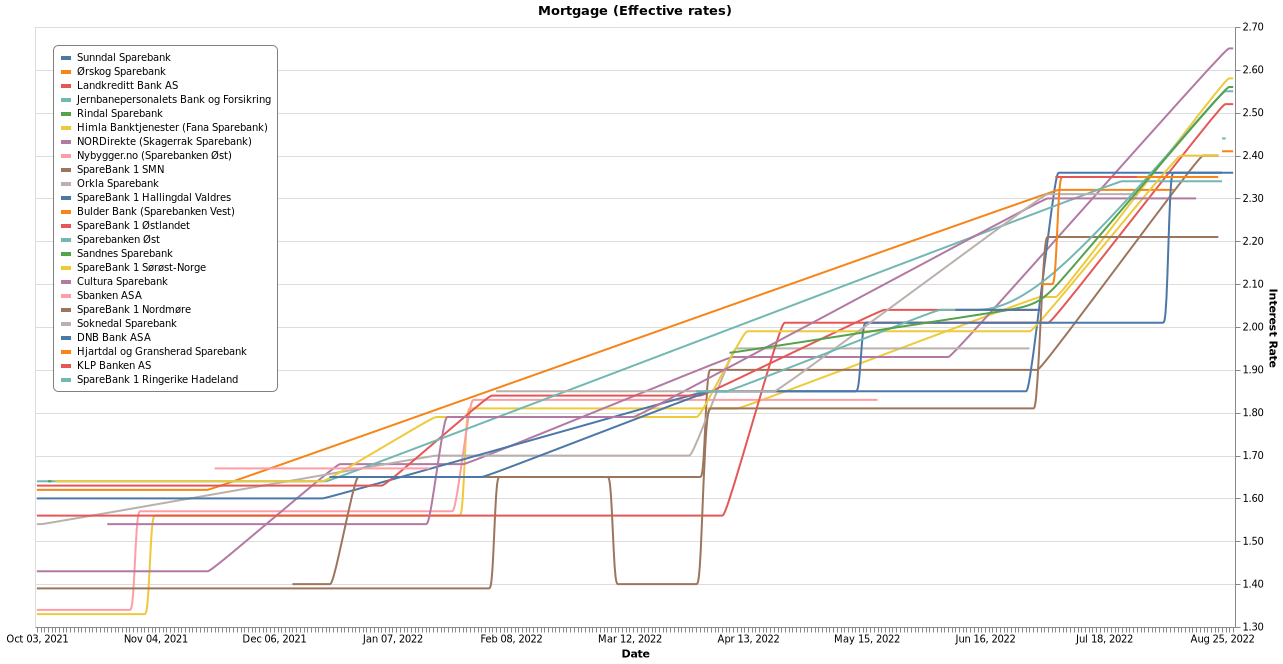 Mortgage (Effective rates)
Sunndal Sparebank
Ørskog Sparebank
Landkreditt Bank AS
Jernbanepersonalets Bank og Forsikring
Rindal Sparebank
Himla Banktjenester (Fana Sparebank)
NORDirekte (Skagerrak Sparebank)
Nybygger.no (Sparebanken Øst)
SpareBank 1 SMN
Orkla Sparebank
SpareBank 1 Hallingdal Valdres
Bulder Bank (Sparebanken Vest)
SpareBank 1 Østlandet
Sparebanken Øst
Sandnes Sparebank
SpareBank 1 Sørøst-Norge
Cultura Sparebank
Sbanken ASA
SpareBank 1 Nordmøre
Soknedal Sparebank
DNB Bank ASA
Hjartdal og Gransherad Sparebank
KLP Banken AS
SpareBank 1 Ringerike Hadeland
2.70
2.60
2.50
2.40
2.30
2.20
2.10
2.00
1.90
1.80
1.70
1.60
1.50
1.40
1.30
Interest Rate
Oct 03, 2021 Nov 04, 2021 Dec 06, 2021 Jan 07, 2022 Feb 08, 2022 Mar 12, 2022 Apr 13, 2022 May 15, 2022 Jun 16, 2022 Jul 18, 2022 Aug 25, 2022
Date